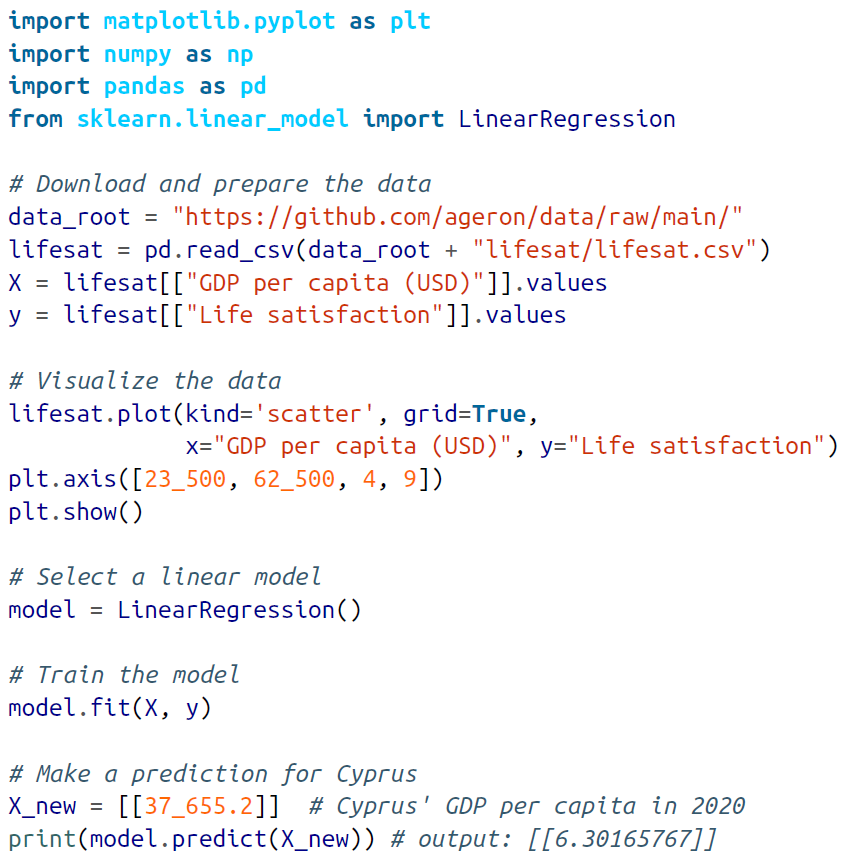 import matplotlib.pyplot as plt
import numpy as np
import pandas as pd
from sklearn.linear_model import LinearRegression

# Download and prepare the data
data_root = "https://github.com/ageron/data/raw/main/"
lifesat = pd.read_csv(data_root + "lifesat/lifesat.csv")
X = lifesat[["GDP per capita (USD)"]].values
y = lifesat[["Life satisfaction"]].values

# Visualize the data
lifesat.plot(kind='scatter', grid=True,
             x="GDP per capita (USD)", y="Life satisfaction")
plt.axis([23_500, 62_500, 4, 9])
plt.show()

# Select a linear model
model = LinearRegression()

# Train the model
model.fit(X, y)

# Make a prediction for Cyprus
X_new = [[37_655.2]]  # Cyprus' GDP per capita in 2020
print(model.predict(X_new)) # output: [[6.30165767]]